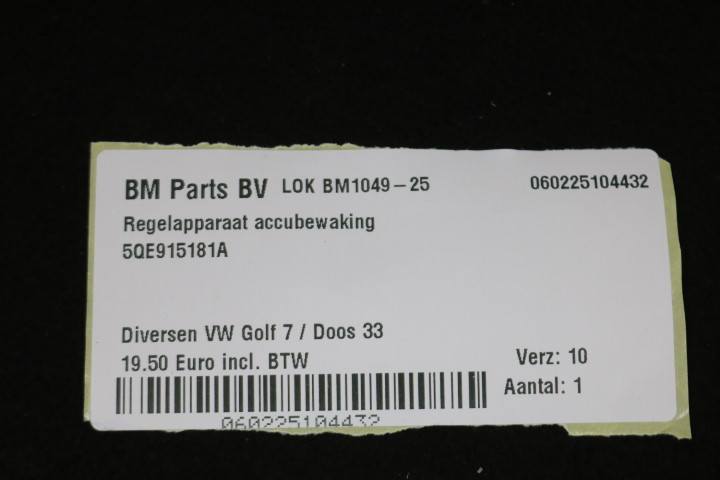 BM Parts BV LOK BM1049-25 060225104432
Regelapparaat accubewaking
5QE915181A
Diversen VW Golf 7 / Doos 33
19.50 Euro incl. BTW
Verz: 10
Aantal: 1
060225104432